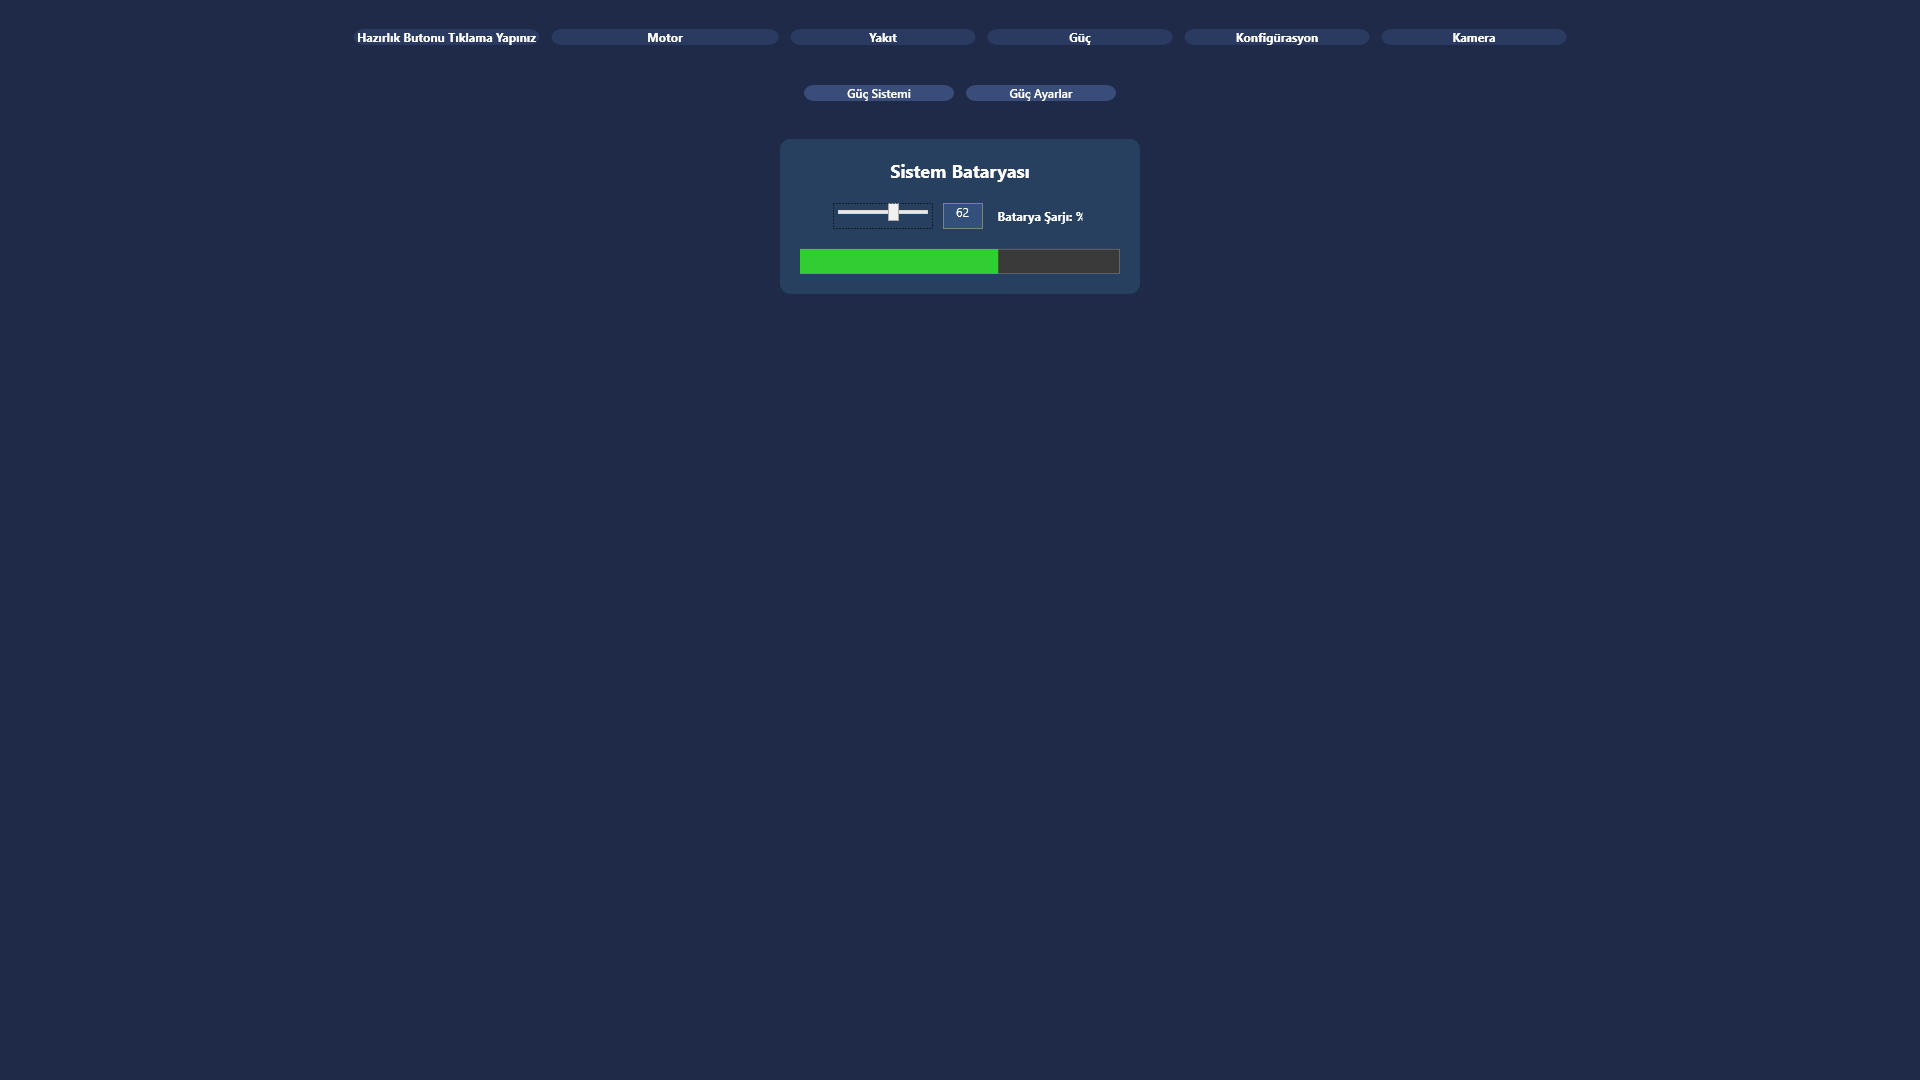 Hazırlık Butonu Tıklama Yapınız Motor Yakıt Güç Konfigürasyon Kamera
Güç Sistemi Güç Ayarlar
Sistem Bataryası
62 Batarya Şarjı: %